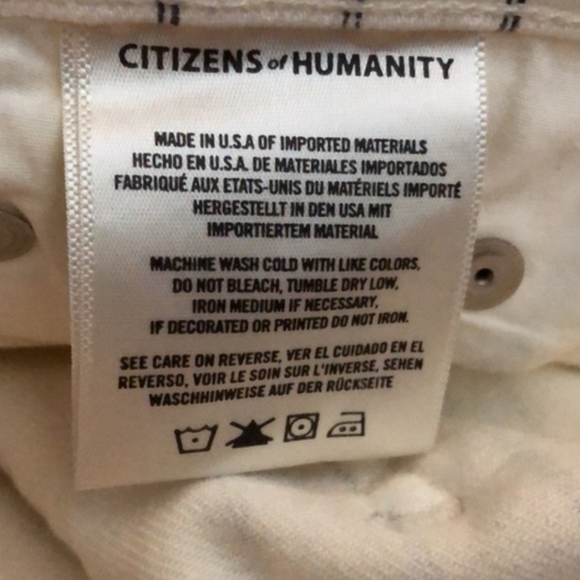 CITIZENS of HUMANITY
MADE IN U.S.A OF IMPORTED MATERIALS
HECHO EN U.S.A. DE MATERIALES IMPORTADOS
FABRIQUÉ AUX ETATS-UNIS DU MATÉRIELS IMPORTÉ
HERGESTELLT IN DEN USA MIT
IMPORTIERTEM MATERIAL
MACHINE WASH COLD WITH LIKE COLORS,
DO NOT BLEACH, TUMBLE DRY LOW,
IRON MEDIUM IF NECESSARY,
IF DECORATED OR PRINTED DO NOT IRON.
SEE CARE ON REVERSE, VER EL CUIDADO EN EL
REVERSO, VOIR LE SOIN SUR L'INVERSE, SEHEN
WASCHHINWEISE AUF DER RÜCKSEITE